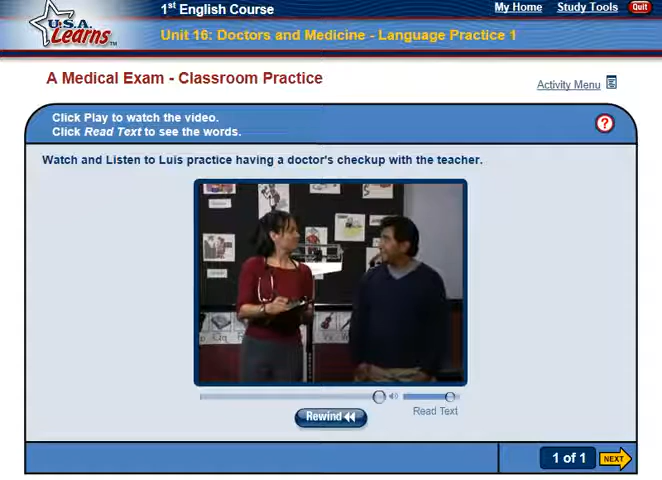 U.S.A.
Learns™
1st English Course
My Home
Study Tools
Quit
Unit 16: Doctors and Medicine - Language Practice 1
A Medical Exam - Classroom Practice
Activity Menu
Click Play to watch the video.
Click Read Text to see the words.
?
Watch and Listen to Luis practice having a doctor's checkup with the teacher.
Rewind
Read Text
1 of 1
NEXT